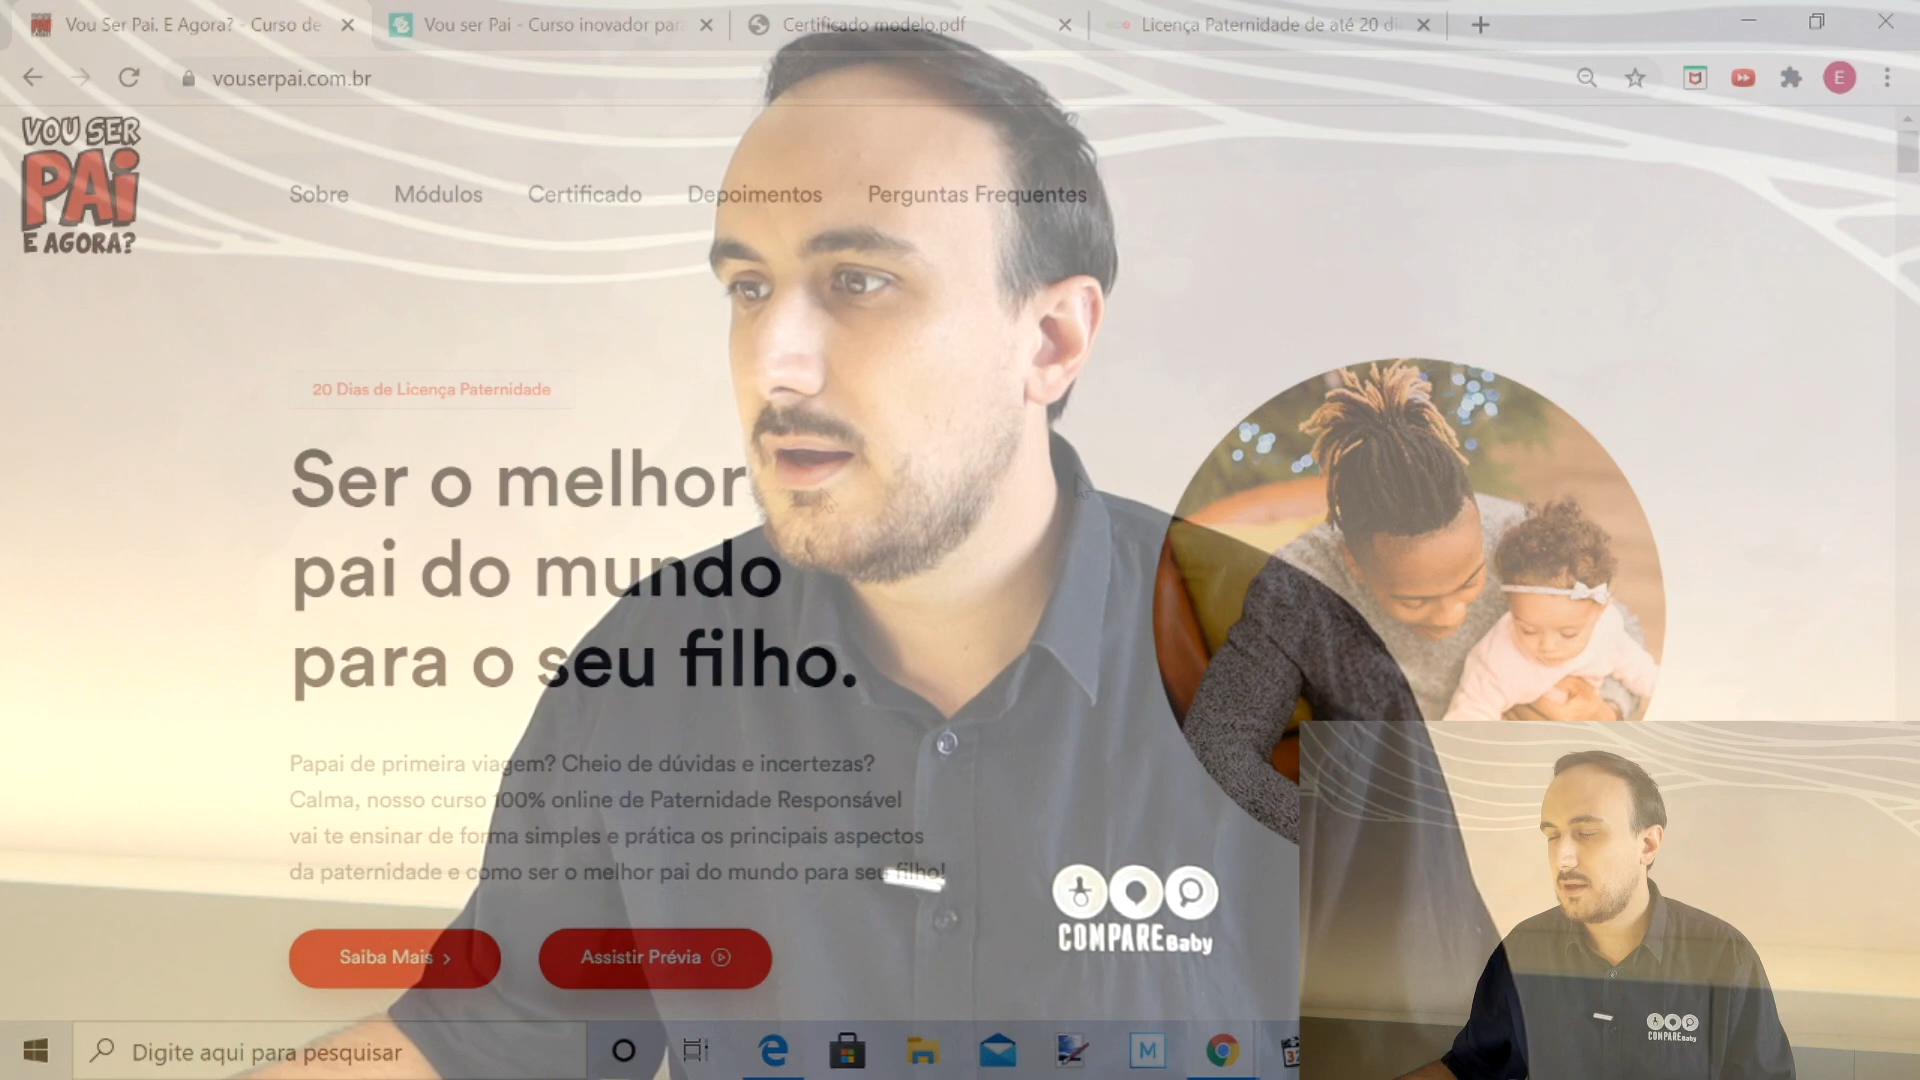 Vou Ser Pai. E Agora? - Curso de
Vou ser Pai - Curso inovador para
Certificado modelo.pdf
Licença Paternidade de até 20 di
vouserpai.com.br
E
VOU SER
PAi
E AGORA?
Sobre
Módulos
Certificado
Depoimentos
Perguntas Frequentes
20 Dias de Licença Paternidade
Ser o melhor
pai do mundo
para o seu filho.
Papai de primeira viagem? Cheio de dúvidas e incertezas?
Calma, nosso curso 100% online de Paternidade Responsável
vai te ensinar de forma simples e prática os principais aspectos
da paternidade e como ser o melhor pai do mundo para seu filho!
Saiba Mais
Assistir Prévia
COMPARE Baby
COMPARE Baby
Digite aqui para pesquisar
M